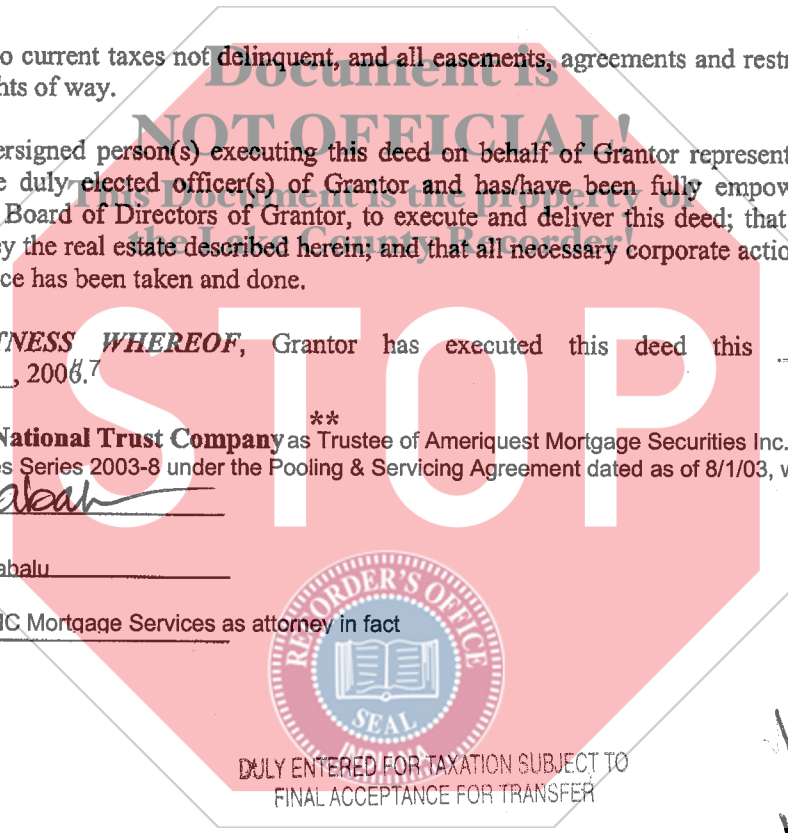 o current taxes not delinquent, and all easements, agreements and restr
Document is
hts of way.
NOT OFFICIAL!
ersigned person(s) executing this deed on behalf of Grantor represent
e duly elected officer(s) of Grantor and has/have been fully empow
This Document is the property of
Board of Directors of Grantor, to execute and deliver this deed; that
the Lake County Recorder!
ey the real estate described herein; and that all necessary corporate actio
ce has been taken and done.
TNESS WHEREOF, Grantor has executed this deed this
, 2006.7
STOP
**
National Trust Company as Trustee of Ameriquest Mortgage Securities Inc.
es Series 2003-8 under the Pooling & Servicing Agreement dated as of 8/1/03, w
abalu
MC Mortgage Services as attorney in fact
RECORDER'S OFFICE
SEAL
INDIANA
DULY ENTERED FOR TAXATION SUBJECT TO
FINAL ACCEPTANCE FOR TRANSFER